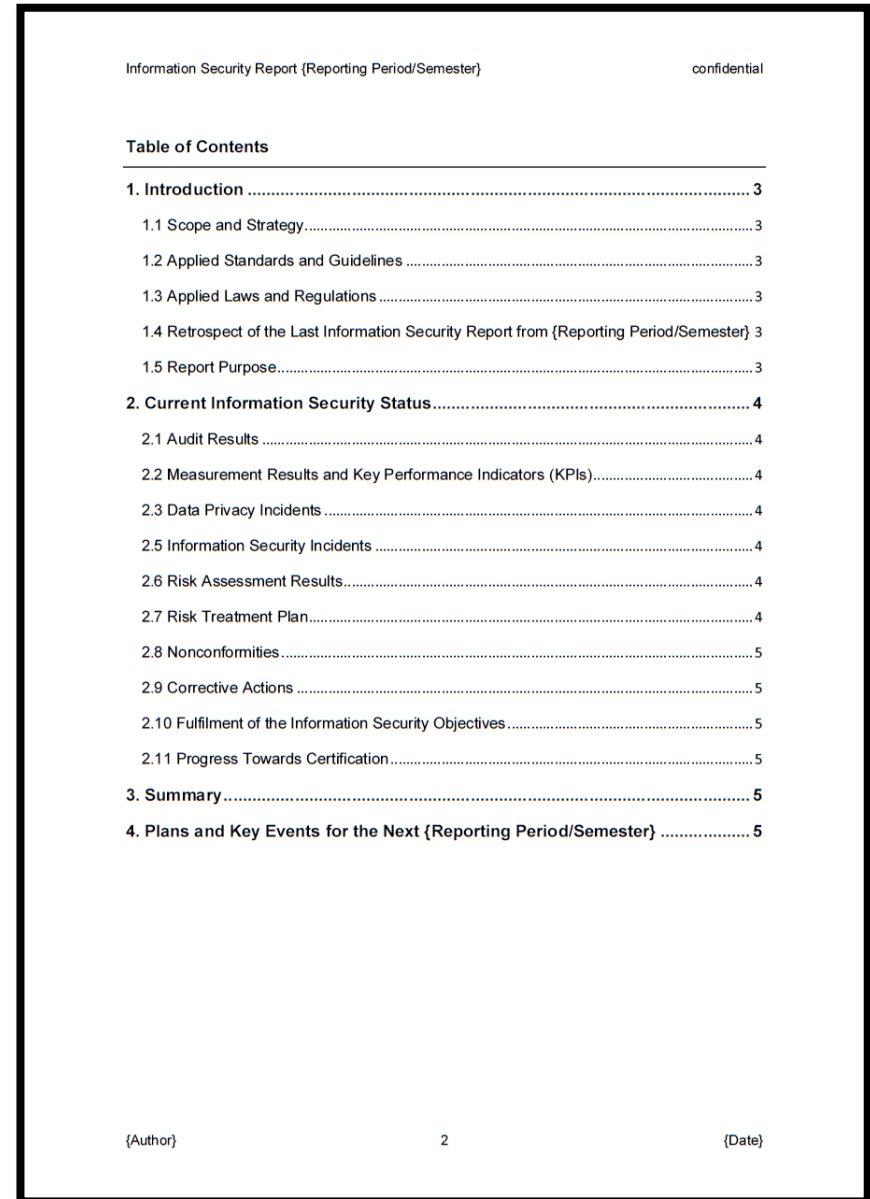 Information Security Report {Reporting Period/Semester} confidential
Table of Contents
1. Introduction .......... 3
1.1 Scope and Strategy.......... 3
1.2 Applied Standards and Guidelines .......... 3
1.3 Applied Laws and Regulations .......... 3
1.4 Retrospect of the Last Information Security Report from {Reporting Period/Semester} 3
1.5 Report Purpose.......... 3
2. Current Information Security Status.......... 4
2.1 Audit Results .......... 4
2.2 Measurement Results and Key Performance Indicators (KPIs).......... 4
2.3 Data Privacy Incidents .......... 4
2.5 Information Security Incidents .......... 4
2.6 Risk Assessment Results.......... 4
2.7 Risk Treatment Plan.......... 4
2.8 Nonconformities.......... 5
2.9 Corrective Actions .......... 5
2.10 Fulfilment of the Information Security Objectives.......... 5
2.11 Progress Towards Certification.......... 5
3. Summary.......... 5
4. Plans and Key Events for the Next {Reporting Period/Semester} .......... 5
{Author} 2 {Date}